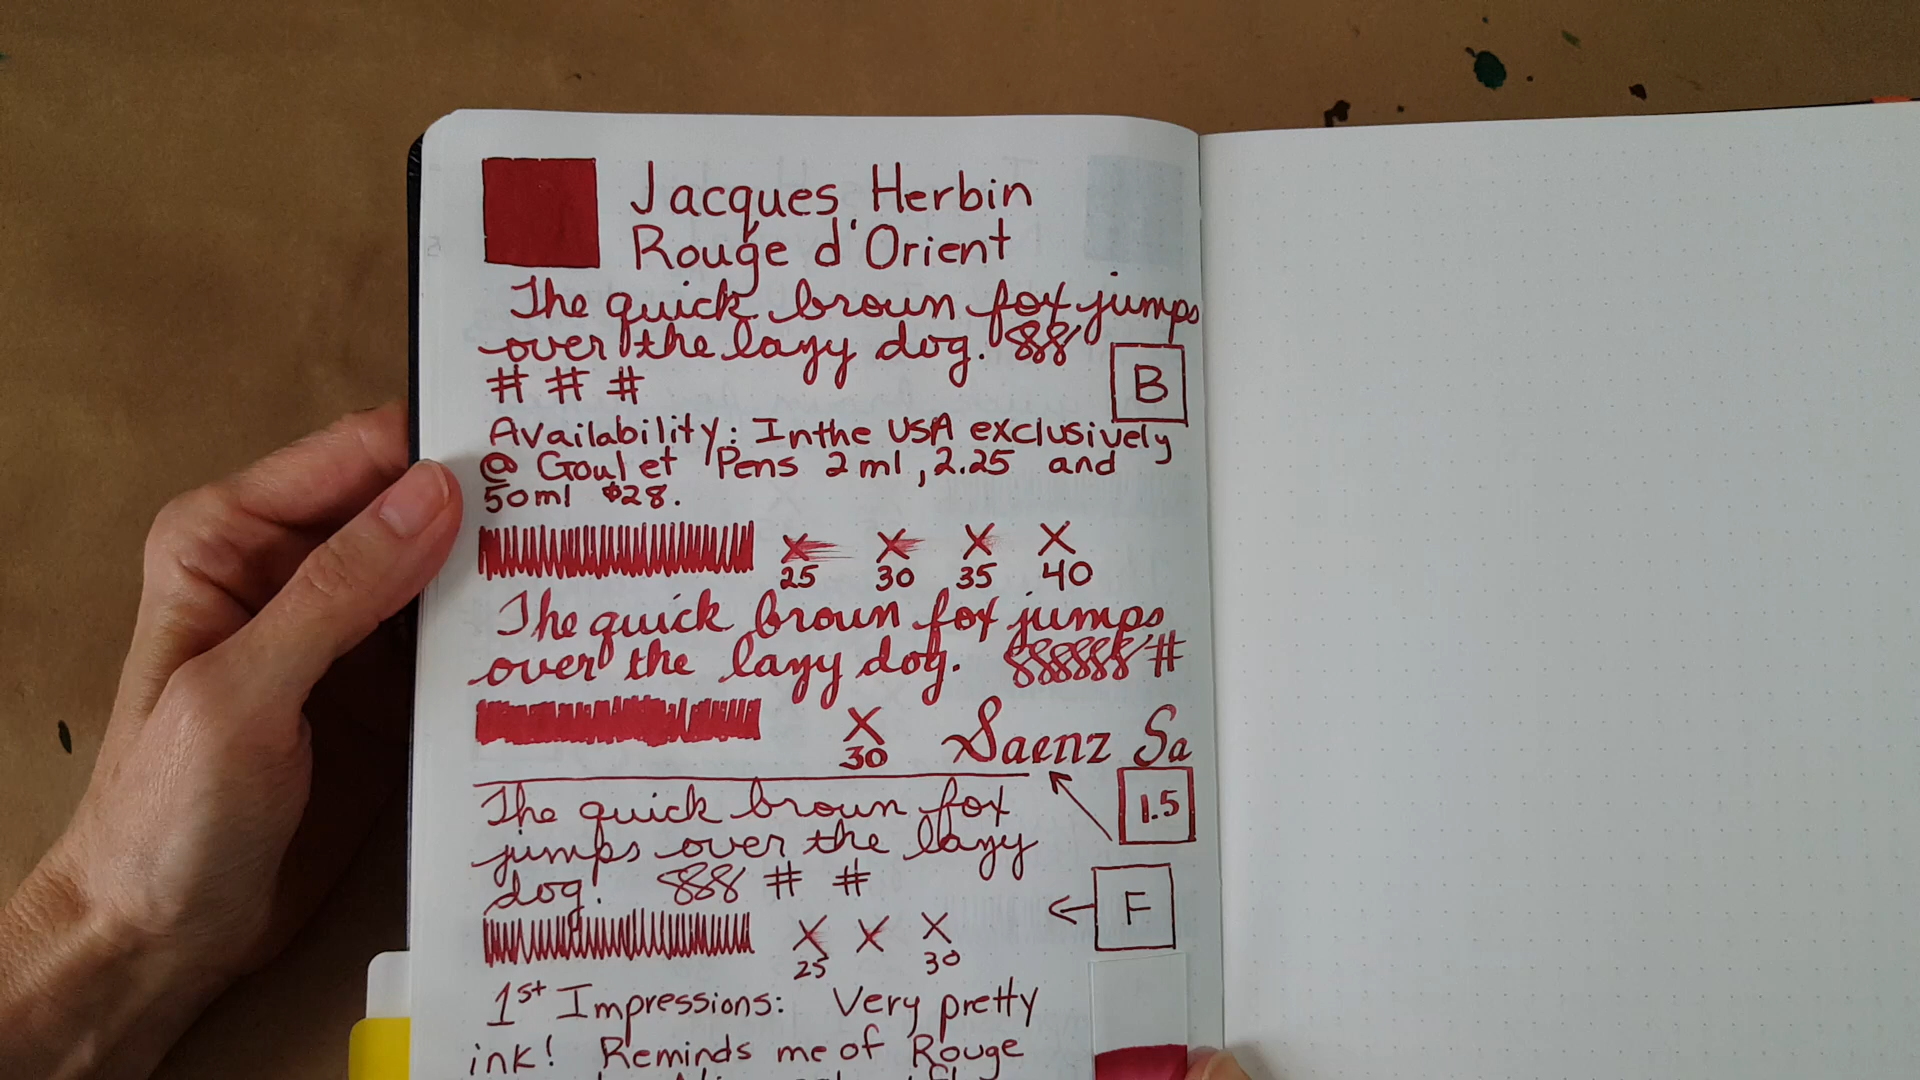 Jacques Herbin
Rouge d'Orient
The quick brown fox jumps
over the lazy dog. 888
# # #
B
Availability: In the USA exclusively
@ Goulet Pens 2ml, 2.25 and
50ml $28.
X X X X
25 30 35 40
The quick brown fox jumps
over the lazy dog. 888888 #
X
30
Saenz Sa
1.5
The quick brown fox
jumps over the lazy
dog! 888 # #
F
X X X
25 30
1st Impressions: Very pretty
ink! Reminds me of Rouge